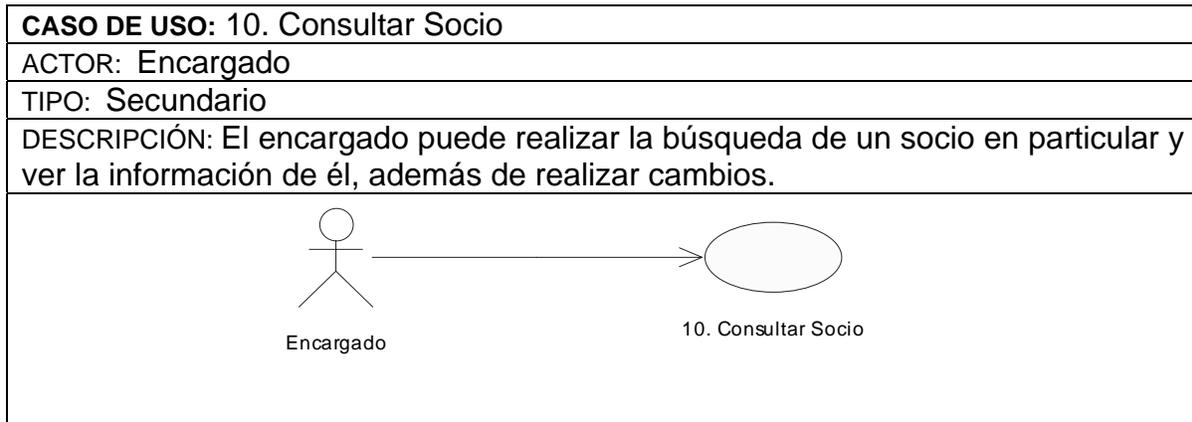 CASO DE USO: 10. Consultar Socio
ACTOR: Encargado
TIPO: Secundario
DESCRIPCIÓN: El encargado puede realizar la búsqueda de un socio en particular y
ver la información de él, además de realizar cambios.
Encargado
10. Consultar Socio